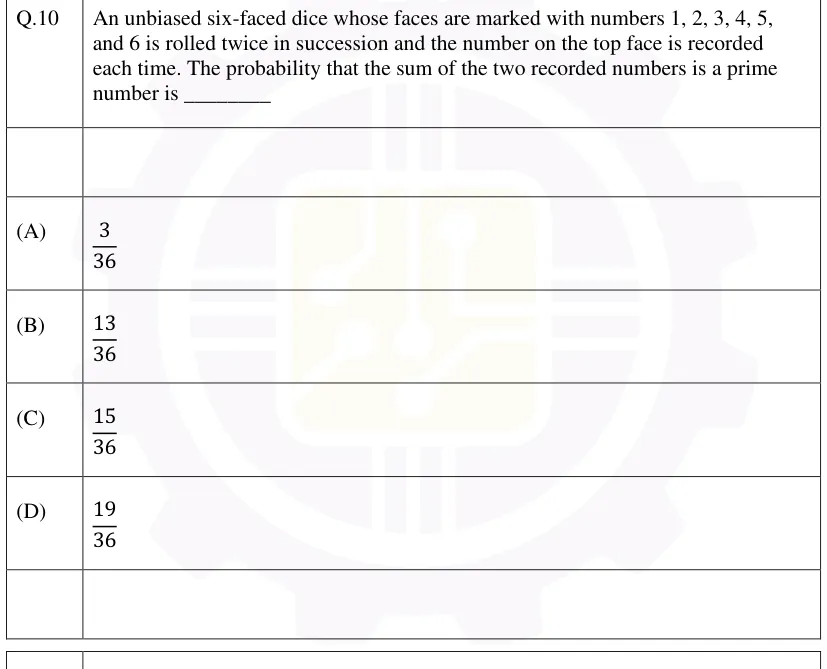 Q.10 An unbiased six-faced dice whose faces are marked with numbers 1, 2, 3, 4, 5,
and 6 is rolled twice in succession and the number on the top face is recorded
each time. The probability that the sum of the two recorded numbers is a prime
number is ________
(A) 3/36
(B) 13/36
(C) 15/36
(D) 19/36